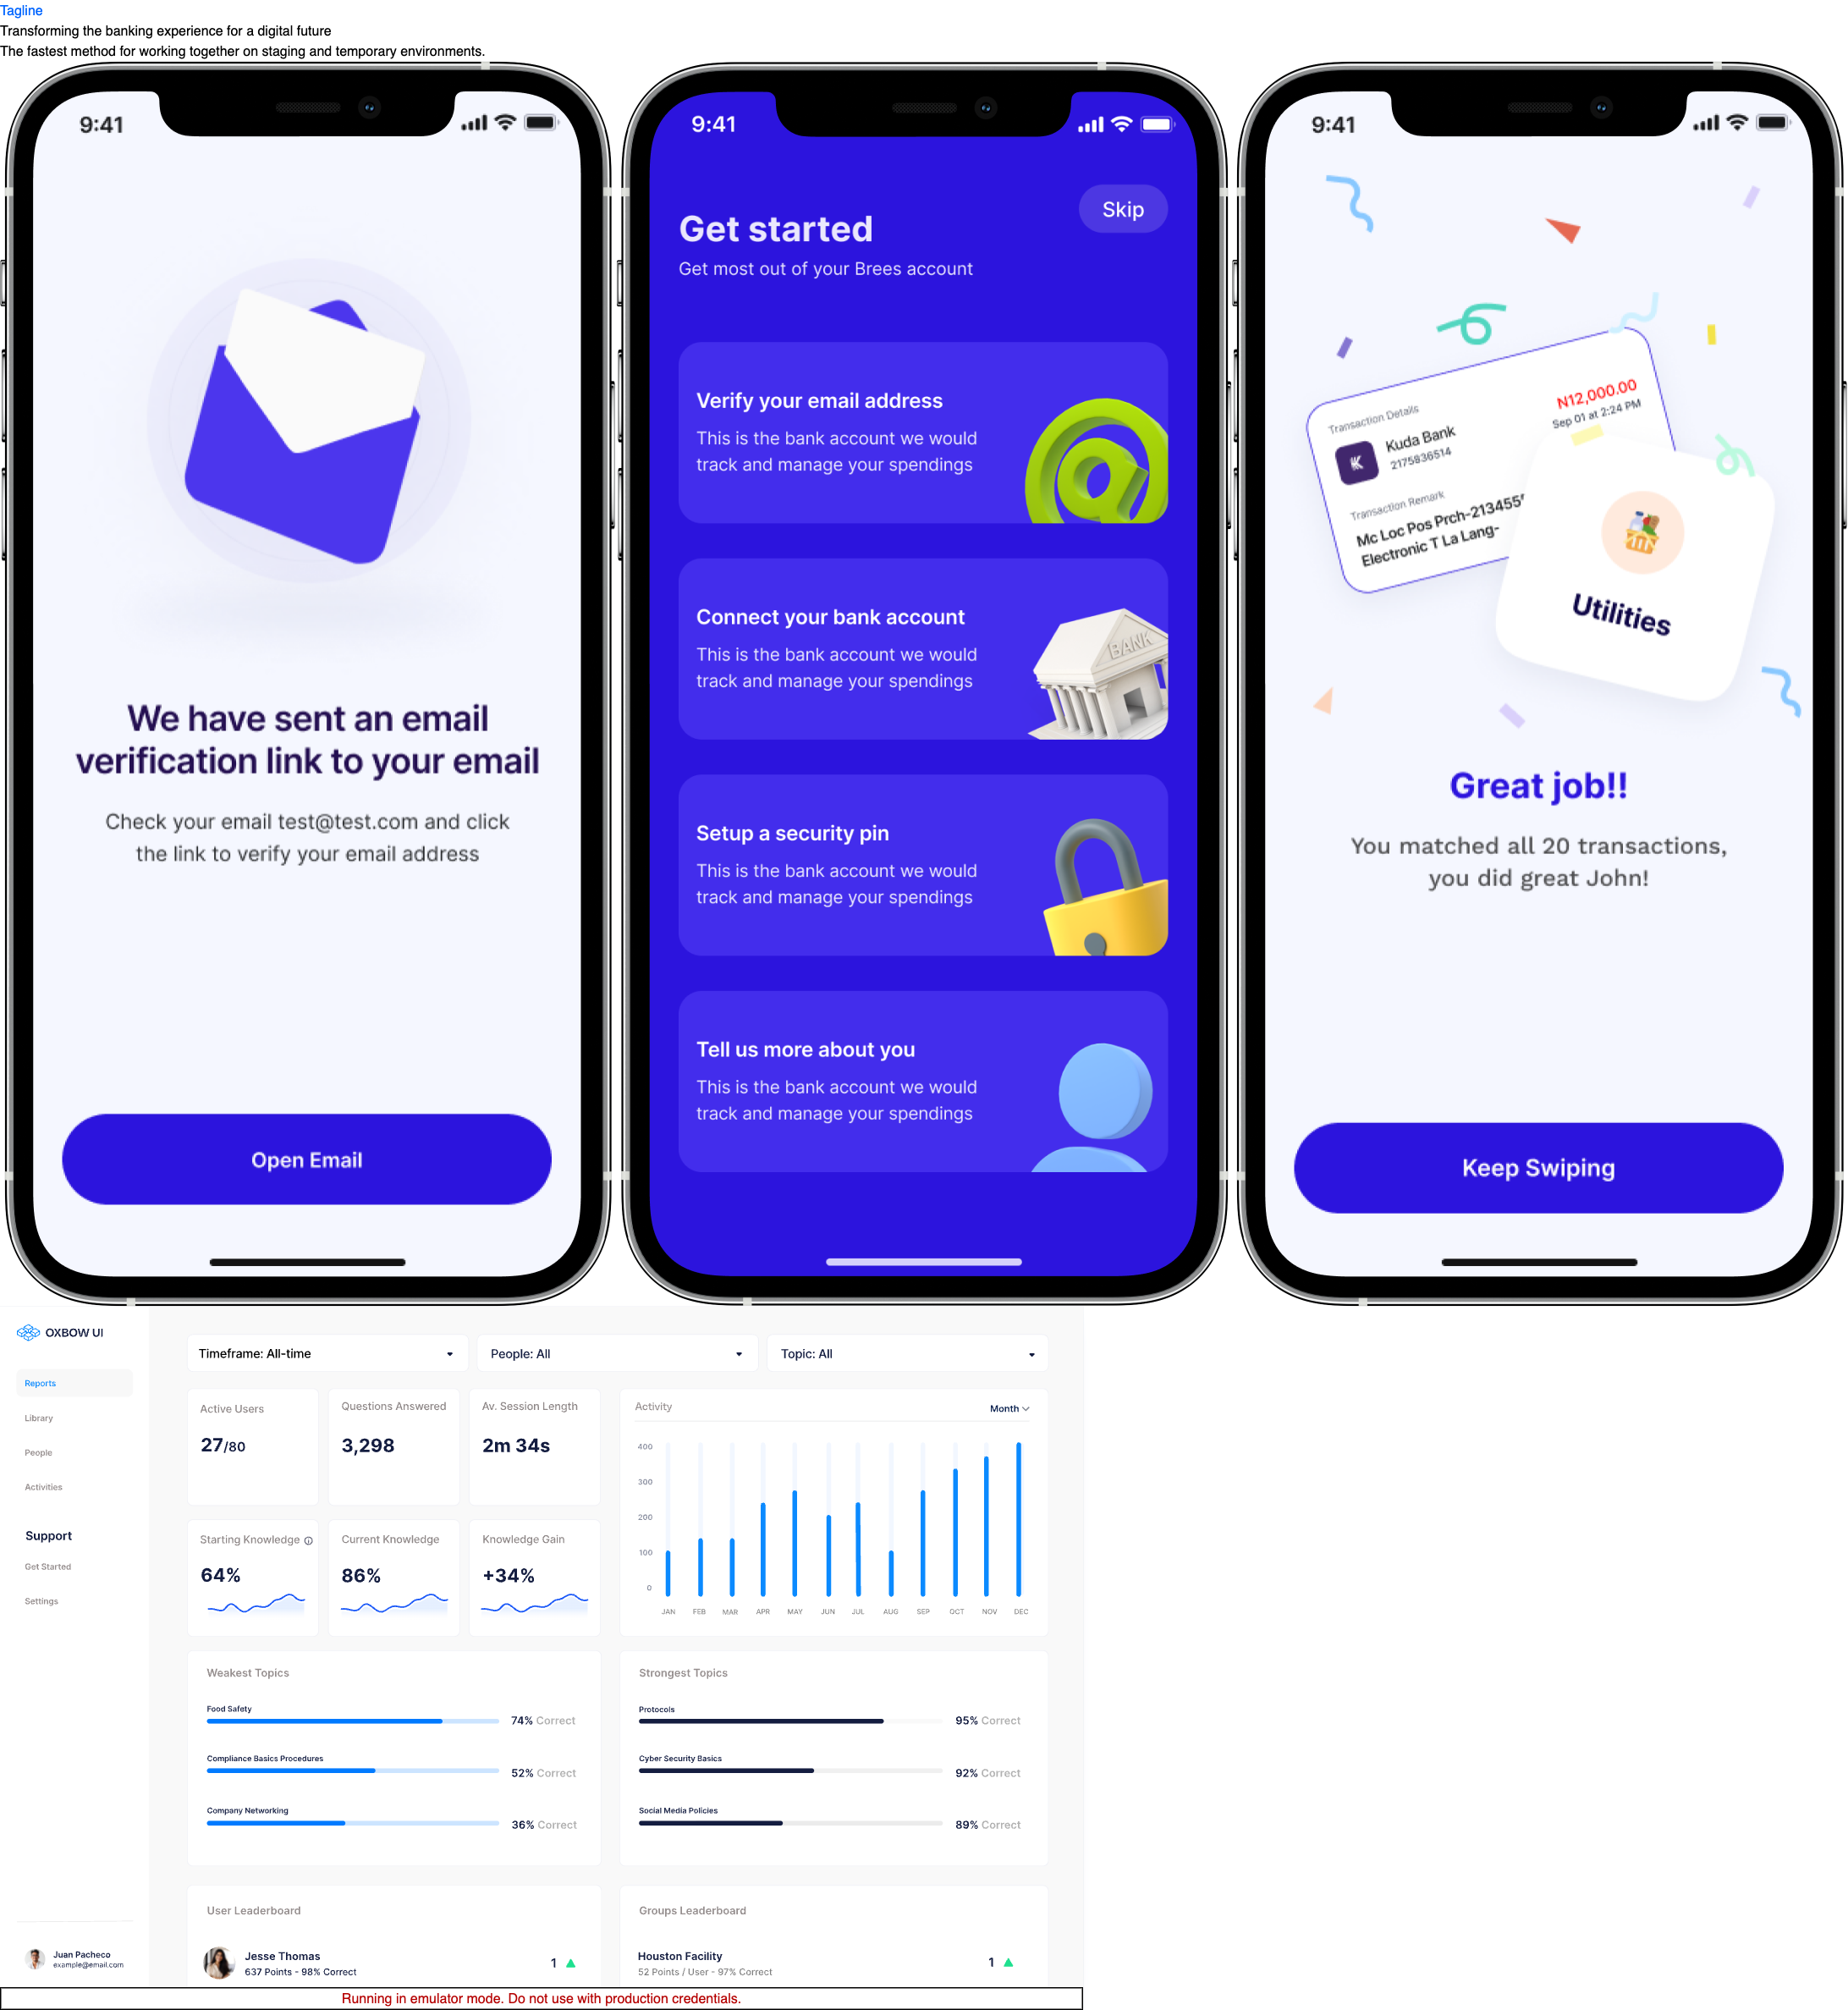 Tagline
Transforming the banking experience for a digital future
The fastest method for working together on staging and temporary environments.
9:41
We have sent an email
verification link to your email
Check your email test@test.com and click
the link to verify your email address
Open Email
9:41
Skip
Get started
Get most out of your Brees account
Verify your email address
This is the bank account we would
track and manage your spendings
Connect your bank account
This is the bank account we would
track and manage your spendings
BANK
Setup a security pin
This is the bank account we would
track and manage your spendings
Tell us more about you
This is the bank account we would
track and manage your spendings
9:41
Transaction Details
N12,000.00
Sep 01 at 2:24 PM
Kuda Bank
2175836514
Transaction Remark
Mc Loc Pos Prch-213455
Electronic T La Lang-
Utilities
Great job!!
You matched all 20 transactions,
you did great John!
Keep Swiping
OXBOW UI
Reports
Library
People
Activities
Support
Get Started
Settings
Juan Pacheco
example@email.com
Timeframe: All-time
People: All
Topic: All
Active Users
27/80
Questions Answered
3,298
Av. Session Length
2m 34s
Starting Knowledge
64%
Current Knowledge
86%
Knowledge Gain
+34%
Activity
Month
400
300
200
100
0
JAN FEB MAR APR MAY JUN JUL AUG SEP OCT NOV DEC
Weakest Topics
Food Safety
74% Correct
Compliance Basics Procedures
52% Correct
Company Networking
36% Correct
Strongest Topics
Protocols
95% Correct
Cyber Security Basics
92% Correct
Social Media Policies
89% Correct
User Leaderboard
Jesse Thomas
637 Points - 98% Correct
1
Groups Leaderboard
Houston Facility
52 Points / User - 97% Correct
1
Running in emulator mode. Do not use with production credentials.